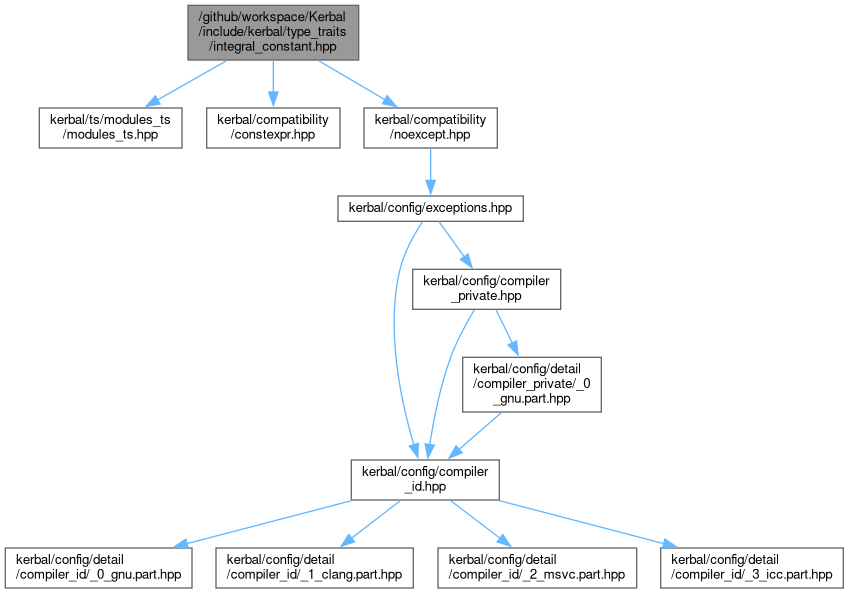 /github/workspace/Kerbal
/include/kerbal/type_traits
/integral_constant.hpp
kerbal/ts/modules_ts
/modules_ts.hpp
kerbal/compatibility
/constexpr.hpp
kerbal/compatibility
/noexcept.hpp
kerbal/config/exceptions.hpp
kerbal/config/compiler
_private.hpp
kerbal/config/detail
/compiler_private/_0
_gnu.part.hpp
kerbal/config/compiler
_id.hpp
kerbal/config/detail
/compiler_id/_0_gnu.part.hpp
kerbal/config/detail
/compiler_id/_1_clang.part.hpp
kerbal/config/detail
/compiler_id/_2_msvc.part.hpp
kerbal/config/detail
/compiler_id/_3_icc.part.hpp